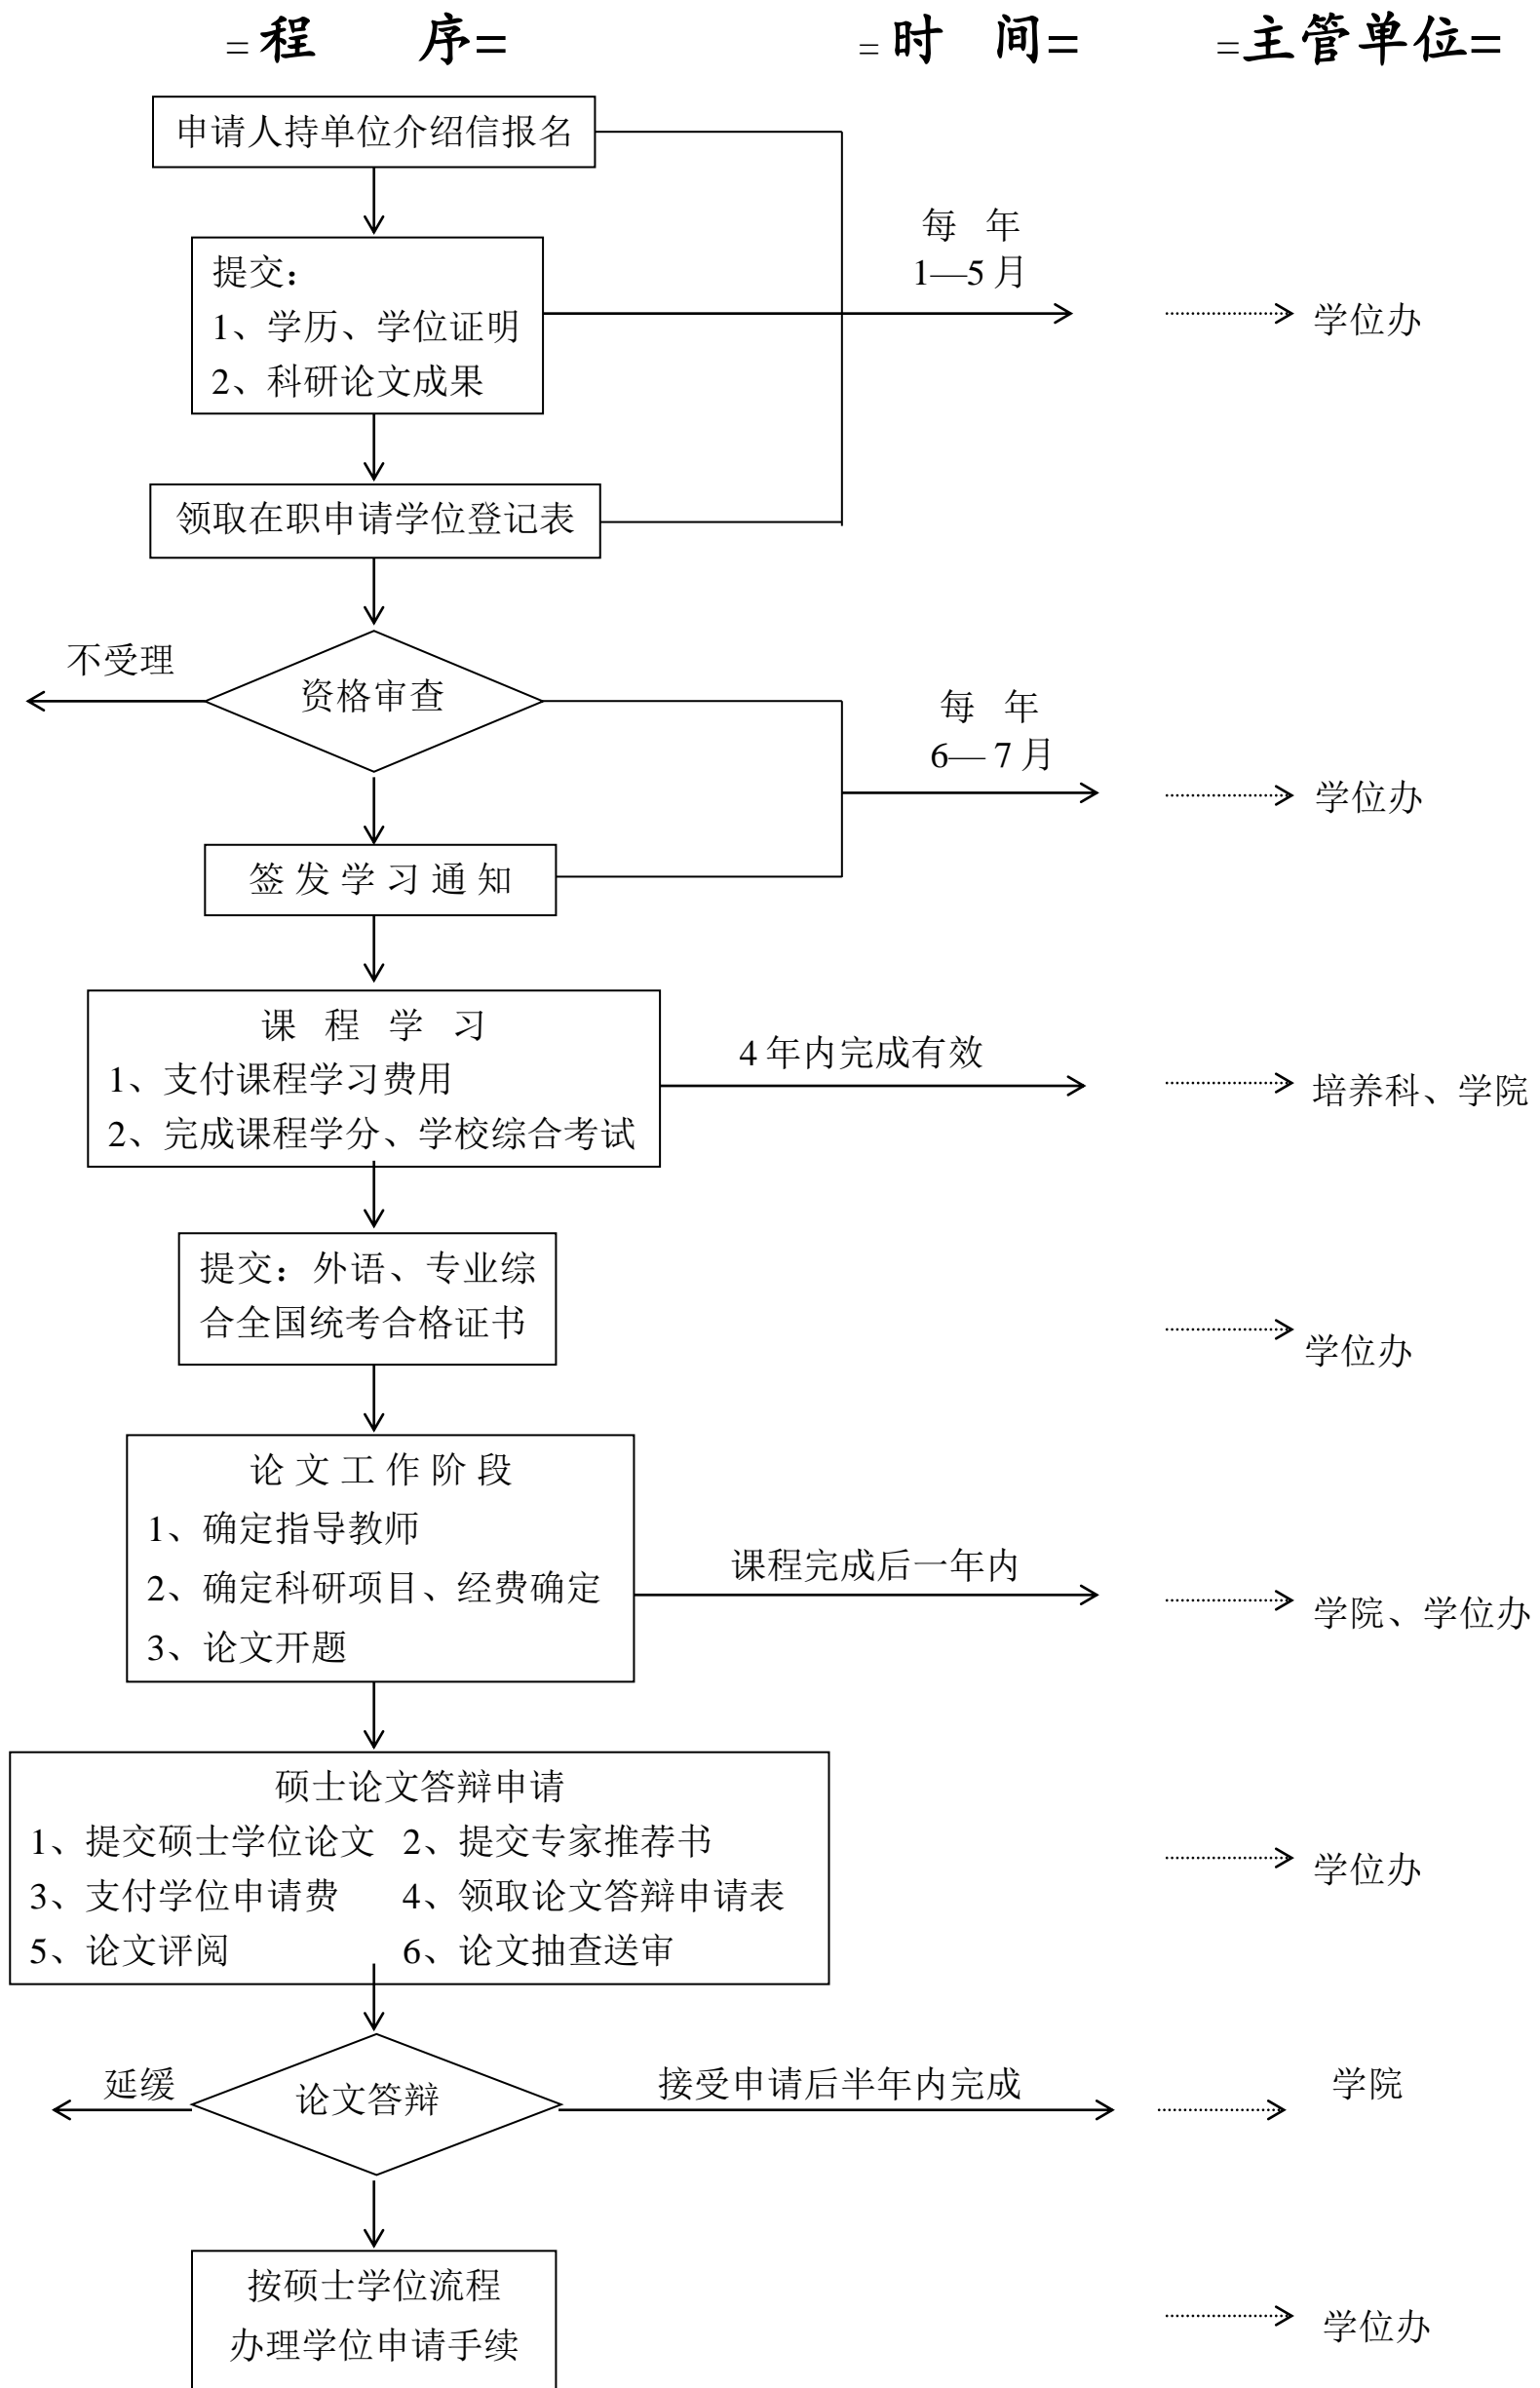 =程 序= =时 间= =主管单位=
申请人持单位介绍信报名
每 年
1—5 月
提交：
1、学历、学位证明
2、科研论文成果
学位办
领取在职申请学位登记表
不受理
资格审查
每 年
6— 7 月
学位办
签 发 学 习 通 知
课 程 学 习
1、支付课程学习费用
2、完成课程学分、学校综合考试
4 年内完成有效
培养科、学院
提交：外语、专业综
合全国统考合格证书
学位办
论 文 工 作 阶 段
1、确定指导教师
2、确定科研项目、经费确定
3、论文开题
课程完成后一年内
学院、学位办
硕士论文答辩申请
1、提交硕士学位论文 2、提交专家推荐书
3、支付学位申请费 4、领取论文答辩申请表
5、论文评阅 6、论文抽查送审
学位办
延缓
论文答辩
接受申请后半年内完成
学院
按硕士学位流程
办理学位申请手续
学位办